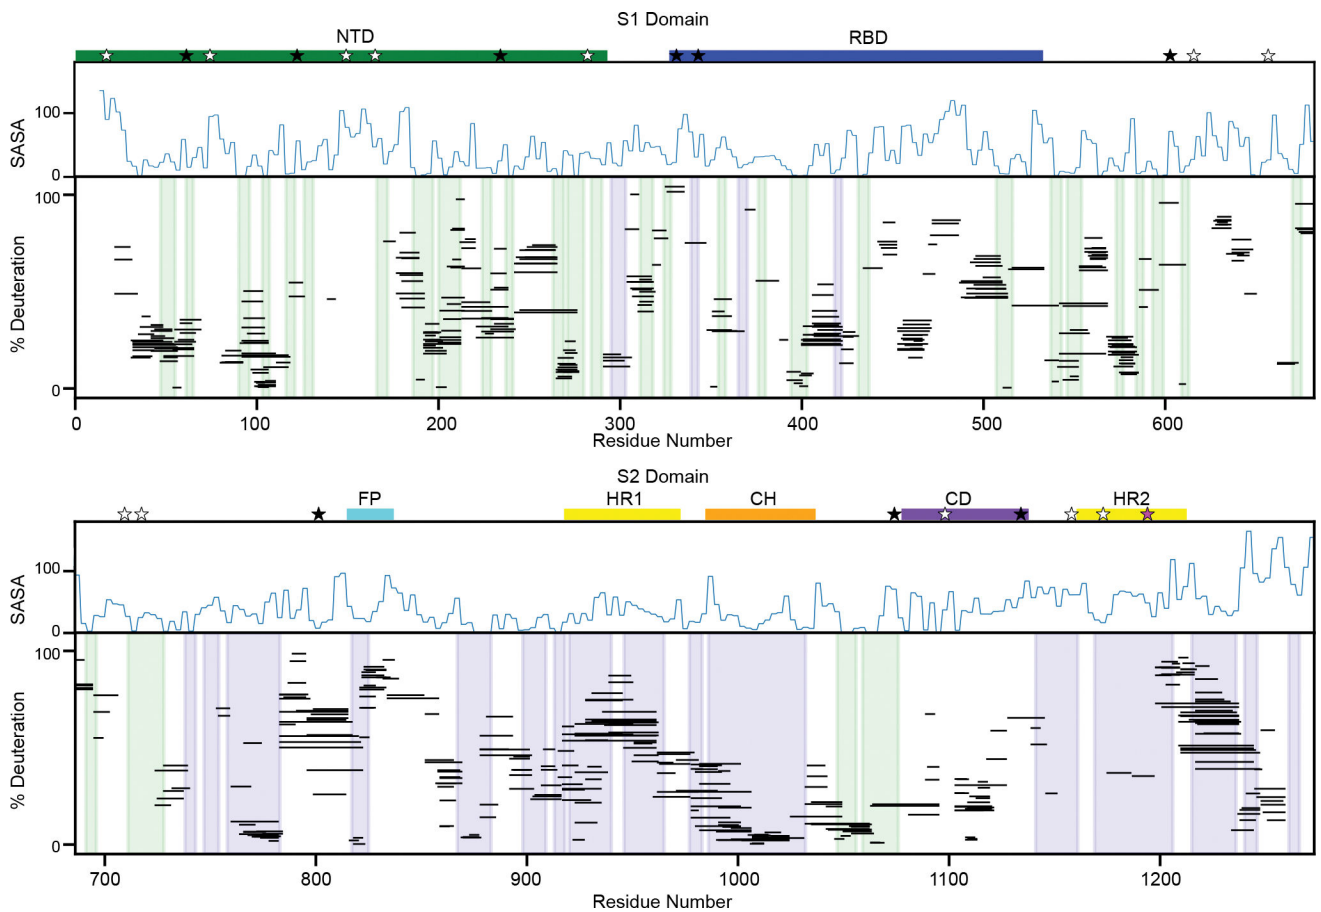 S1 Domain
NTD
RBD
SASA
100
0
% Deuteration
100
0
0 100 200 300 400 500 600
Residue Number
S2 Domain
FP HR1 CH CD HR2
SASA
100
0
% Deuteration
100
0
700 800 900 1000 1100 1200
Residue Number